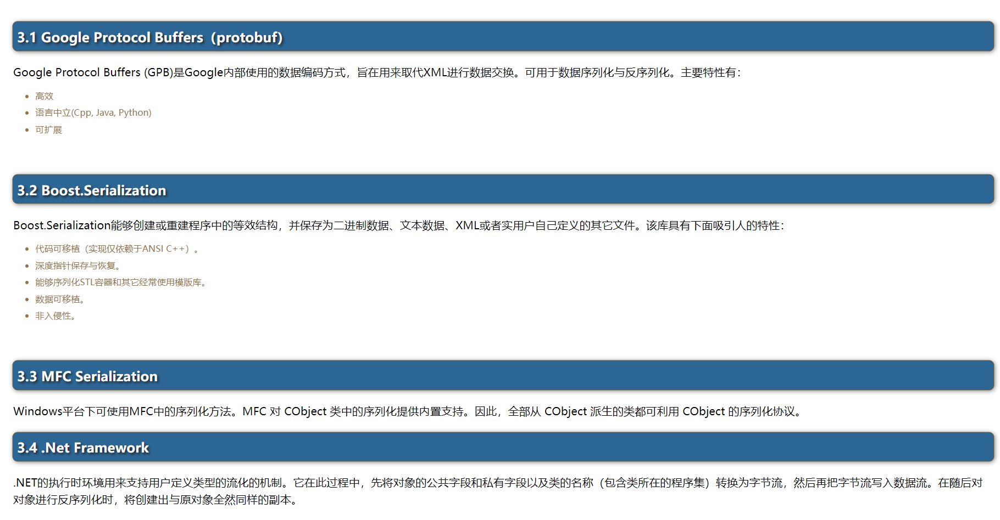 3.1 Google Protocol Buffers（protobuf）
Google Protocol Buffers (GPB)是Google内部使用的数据编码方式，旨在用来取代XML进行数据交换。可用于数据序列化与反序列化。主要特性有：
• 高效
• 语言中立(Cpp, Java, Python)
• 可扩展
3.2 Boost.Serialization
Boost.Serialization能够创建或重建程序中的等效结构，并保存为二进制数据、文本数据、XML或者实用户自己定义的其它文件。该库具有下面吸引人的特性：
• 代码可移植（实现仅依赖于ANSI C++）。
• 深度指针保存与恢复。
• 能够序列化STL容器和其它经常使用模版库。
• 数据可移植。
• 非入侵性。
3.3 MFC Serialization
Windows平台下可使用MFC中的序列化方法。MFC 对 CObject 类中的序列化提供内置支持。因此，全部从 CObject 派生的类都可利用 CObject 的序列化协议。
3.4 .Net Framework
.NET的执行时环境用来支持用户定义类型的流化的机制。它在此过程中，先将对象的公共字段和私有字段以及类的名称（包含类所在的程序集）转换为字节流，然后再把字节流写入数据流。在随后对
对象进行反序列化时，将创建出与原对象全然同样的副本。